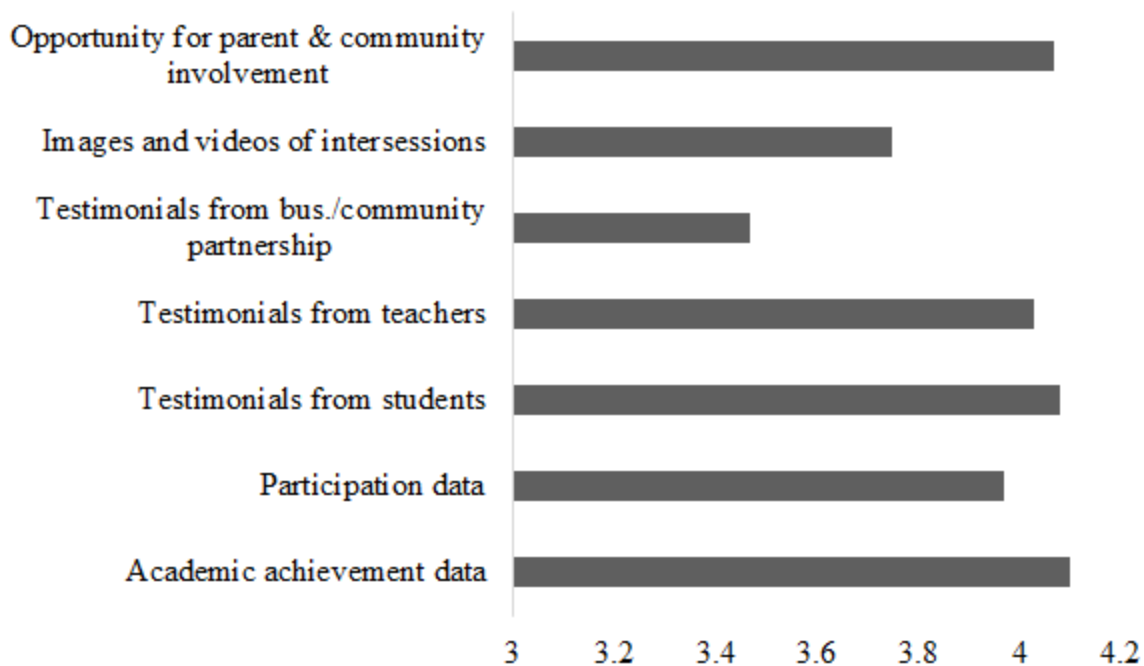 Opportunity for parent & community
involvement
Images and videos of intersessions
Testimonials from bus./community
partnership
Testimonials from teachers
Testimonials from students
Participation data
Academic achievement data
3 3.2 3.4 3.6 3.8 4 4.2